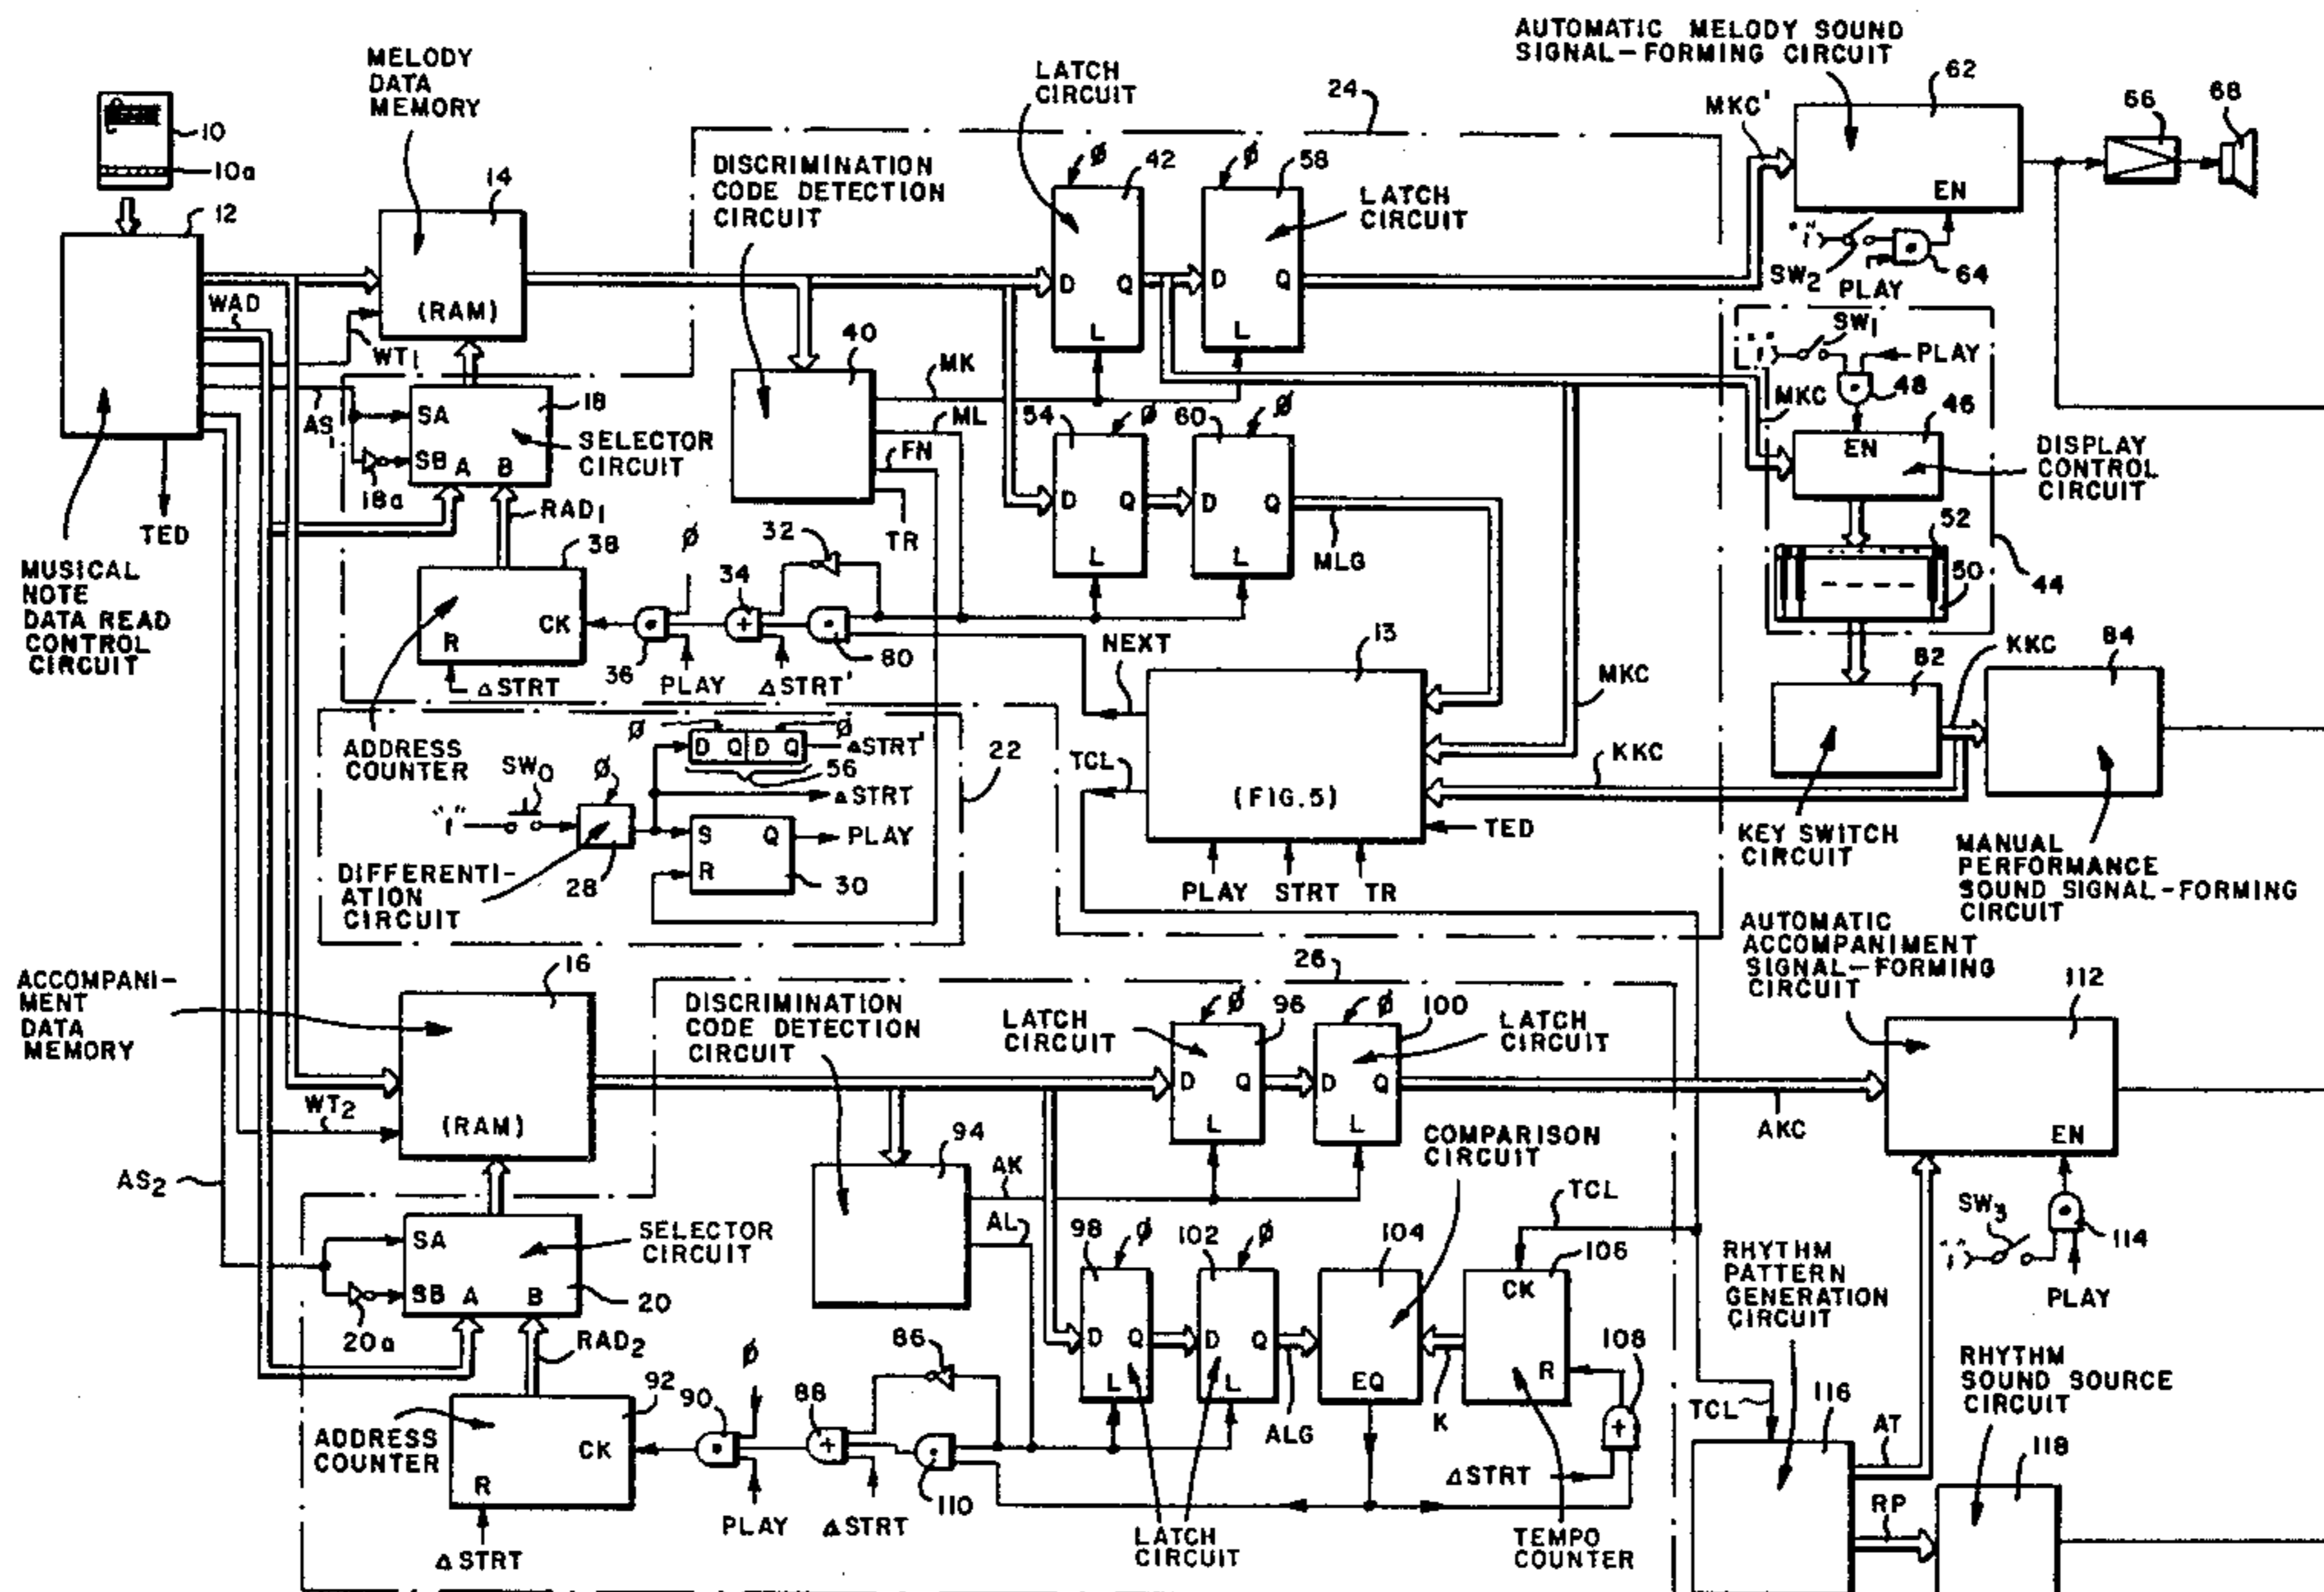 AUTOMATIC MELODY SOUND
SIGNAL-FORMING CIRCUIT
MELODY
DATA
MEMORY
LATCH
CIRCUIT
24
62
66
68
MKC'
10
10a
DISCRIMINATION
CODE DETECTION
CIRCUIT
Ø
42
Ø
58
LATCH
CIRCUIT
EN
12
14
"1"
SW2
PLAY
64
D
Q
D
Q
L
L
WAD
(RAM)
WT1
40
MK
SW1
"1"
PLAY
48
MKC
AS1
SA
18
SELECTOR
CIRCUIT
SB
A
B
18a
ML
FN
TR
54
Ø
60
Ø
46
EN
DISPLAY
CONTROL
CIRCUIT
D
Q
D
Q
L
L
MLG
52
50
44
TED
RAD1
38
MUSICAL
NOTE
DATA READ
CONTROL
CIRCUIT
CK
R
ΔSTRT
Ø
34
32
36
PLAY
ΔSTRT'
80
NEXT
13
MKC
82
KKC
84
ADDRESS
COUNTER
Ø
Ø
D Q D Q
ΔSTRT'
56
22
TCL
KKC
(FIG.5)
TED
SW0
Ø
"1"
ΔSTRT
S
Q
PLAY
R
30
28
DIFFERENTI-
ATION
CIRCUIT
PLAY
STRT
TR
KEY SWITCH
CIRCUIT
MANUAL
PERFORMANCE
SOUND SIGNAL-FORMING
CIRCUIT
AUTOMATIC
ACCOMPANIMENT
SIGNAL-FORMING
CIRCUIT
ACCOMPANI-
MENT
DATA
MEMORY
16
26
DISCRIMINATION
CODE DETECTION
CIRCUIT
LATCH
CIRCUIT
Ø
96
Ø
100
LATCH
CIRCUIT
112
D
Q
D
Q
L
L
WT2
(RAM)
94
AKC
EN
COMPARISON
CIRCUIT
AS2
AK
AL
TCL
SW3
"1"
114
PLAY
SA
SELECTOR
CIRCUIT
SB
A
B
20
20a
98
Ø
102
Ø
104
106
CK
RHYTHM
PATTERN
GENERATION
CIRCUIT
D
Q
D
Q
L
L
RAD2
86
EQ
K
R
108
RHYTHM
SOUND SOURCE
CIRCUIT
92
90
Ø
88
ALG
TCL
116
AT
ADDRESS
COUNTER
CK
R
110
ΔSTRT
118
RP
PLAY
ΔSTRT
LATCH
CIRCUIT
TEMPO
COUNTER
ΔSTRT